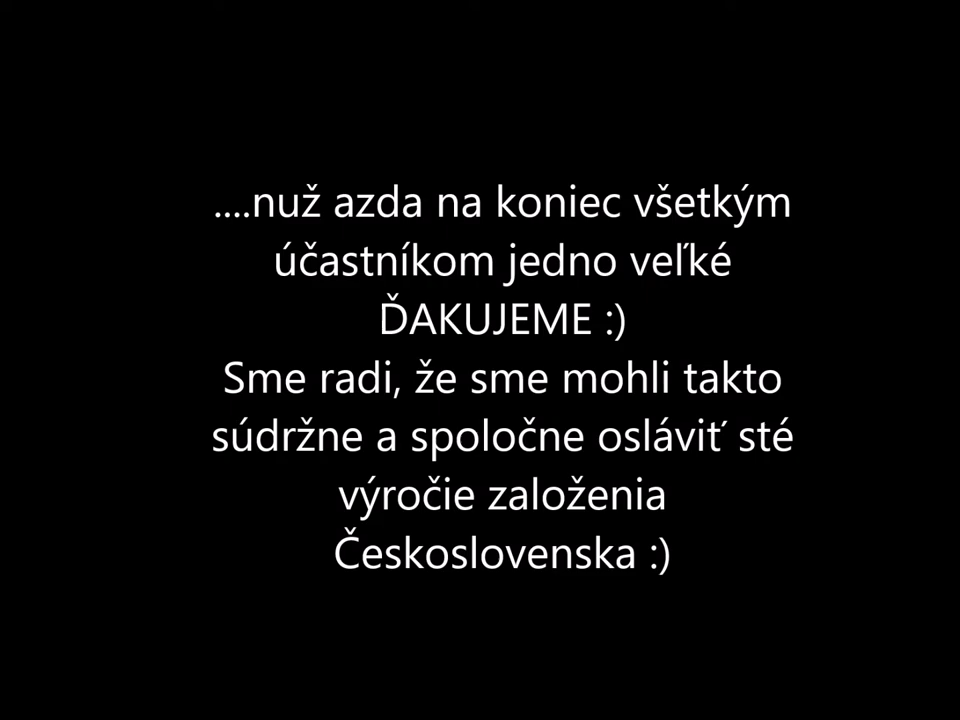 ....nuž azda na koniec všetkým
účastníkom jedno veľké
ĎAKUJEME :)
Sme radi, že sme mohli takto
súdržne a spoločne osláviť sté
výročie založenia
Československa :)